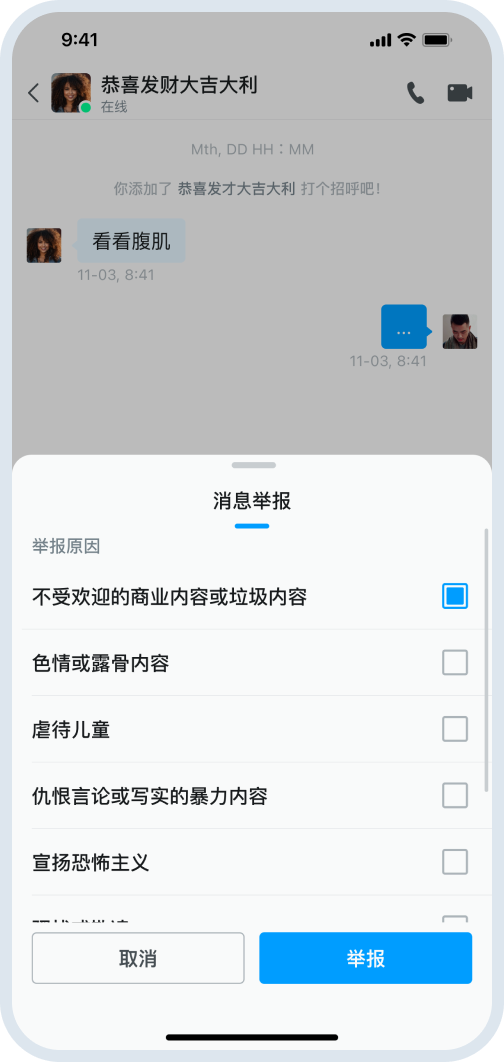 9:41
恭喜发财大吉大利
在线
Mth, DD HH：MM
你添加了 恭喜发才大吉大利 打个招呼吧！
看看腹肌
11-03, 8:41
...
11-03, 8:41
消息举报
举报原因
不受欢迎的商业内容或垃圾内容
色情或露骨内容
虐待儿童
仇恨言论或写实的暴力内容
宣扬恐怖主义
取消
举报